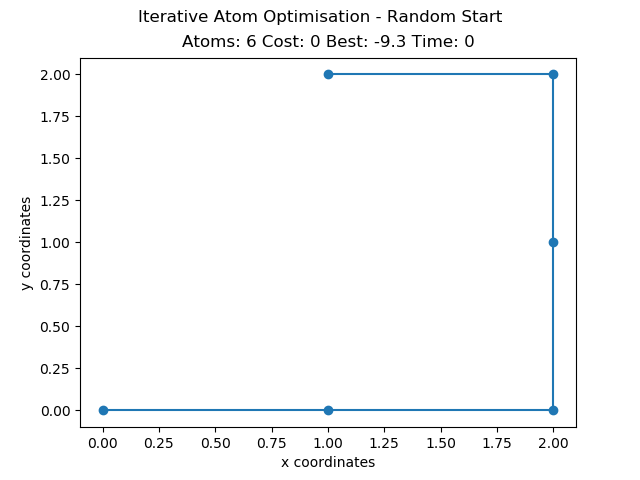 Iterative Atom Optimisation - Random Start
Atoms: 6 Cost: 0 Best: -9.3 Time: 0
2.00
1.75
1.50
1.25
1.00
0.75
0.50
0.25
0.00
y coordinates
0.00 0.25 0.50 0.75 1.00 1.25 1.50 1.75 2.00
x coordinates